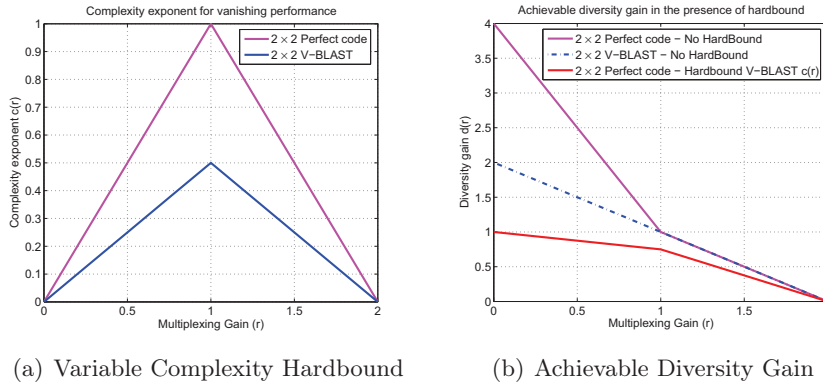 Complexity exponent for vanishing performance
2 × 2 Perfect code
2 × 2 V−BLAST
Complexity exponent c(r)
1
0.9
0.8
0.7
0.6
0.5
0.4
0.3
0.2
0.1
0
0 0.5 1 1.5 2
Multiplexing Gain (r)
(a) Variable Complexity Hardbound
Achievable diversity gain in the presence of hardbound
2 × 2 Perfect code − No HardBound
2 × 2 V−BLAST − No HardBound
2 × 2 Perfect code − Hardbound V−BLAST c(r)
Diversity gain d(r)
4
3.5
3
2.5
2
1.5
1
0.5
0
0 0.5 1 1.5
Multiplexing Gain (r)
(b) Achievable Diversity Gain